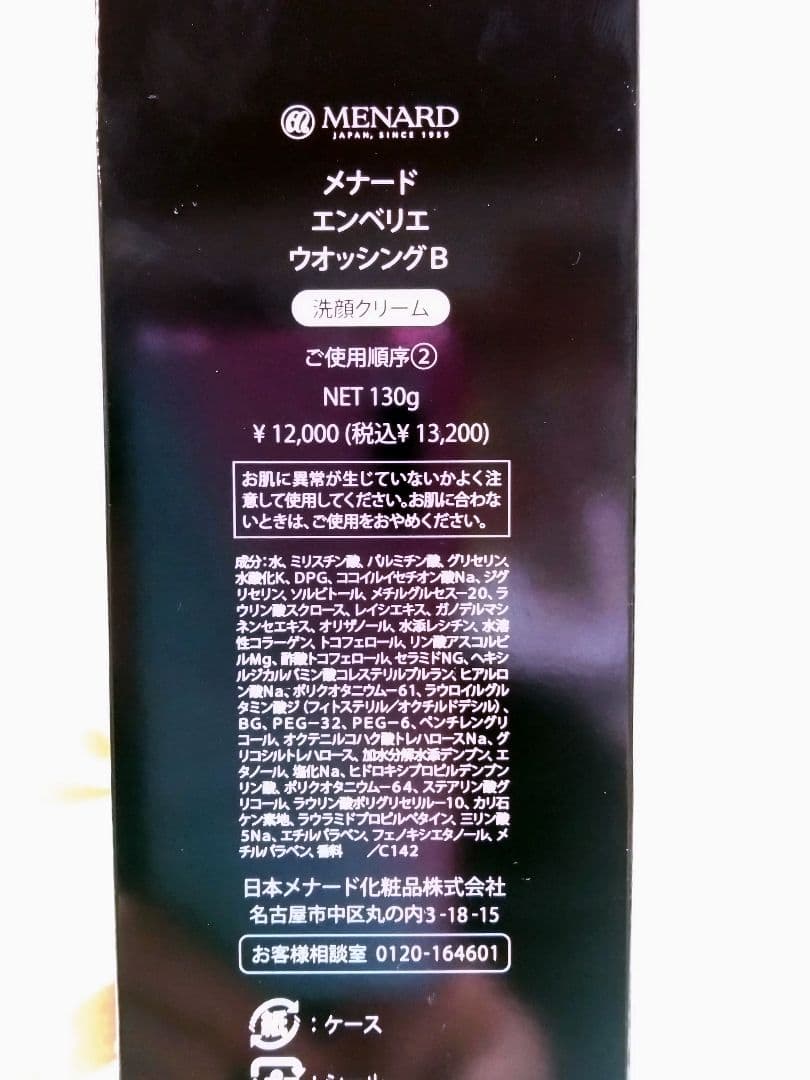 MENARD
JAPAN, SINCE 1959
メナード
エンベリエ
ウオッシングB
洗顔クリーム
ご使用順序②
NET 130g
¥12,000 (税込¥13,200)
お肌に異常が生じていないかよく注
意して使用してください。お肌に合わな
いときは、ご使用をおやめください。
成分：水、ミリスチン酸、パルミチン酸、グリセリン、
水酸化K、DPG、ココイルイセチオン酸Na、ジグ
リセリン、ソルビトール、メチルグルセス－20、ラ
ウリン酸スクロース、レイシエキス、ガノデルマシ
ネンセエキス、オリザノール、水添レシチン、水溶
性コラーゲン、トコフェロール、リン酸アスコルビ
ルMg、酢酸トコフェロール、セラミドNG、ヘキシ
ルジカルバミン酸コレステリルプルラン、ヒアルロ
ン酸Na、ポリクオタニウム－61、ラウロイルグル
タミン酸ジ（フィトステリル／オクチルドデシル）、
BG、PEG－32、PEG－6、ペンチレングリ
コール、オクテニルコハク酸トレハロースNa、グ
リコシルトレハロース、加水分解水添デンプン、エ
タノール、塩化Na、ヒドロキシプロピルデンプン
リン酸、ポリクオタニウム－64、ステアリン酸グ
リコール、ラウリン酸ポリグリセリル－10、カリ石
ケン素地、ラウラミドプロピルベタイン、三リン酸
5Na、エチルパラベン、フェノキシエタノール、メ
チルパラベン、香料　／C142
日本メナード化粧品株式会社
名古屋市中区丸の内3-18-15
お客様相談室 0120-164601
紙：ケース